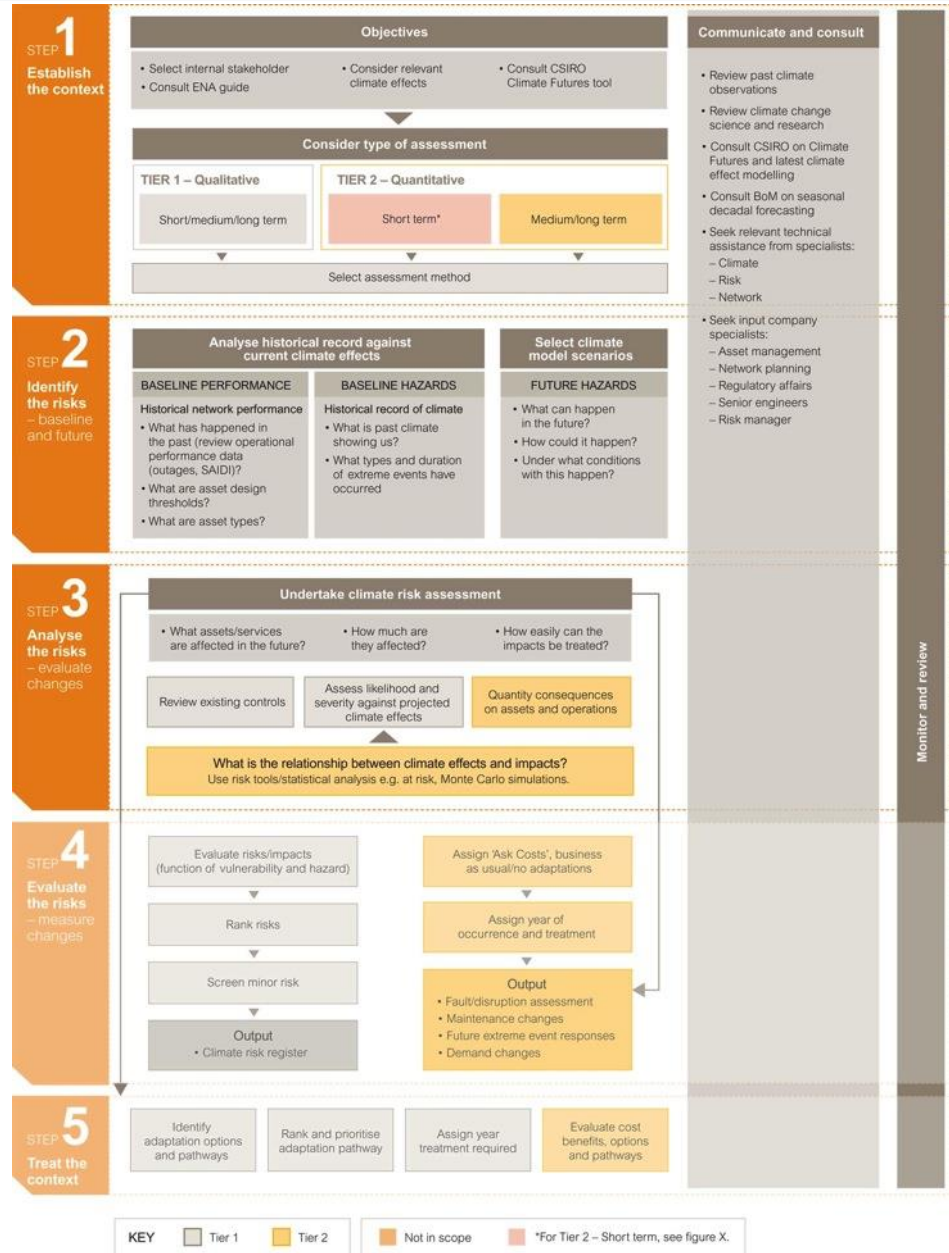 STEP 1
Establish
the context
Objectives
• Select internal stakeholder
• Consult ENA guide
• Consider relevant
climate effects
• Consult CSIRO
Climate Futures tool
Consider type of assessment
TIER 1 – Qualitative
Short/medium/long term
TIER 2 – Quantitative
Short term*
Medium/long term
Select assessment method
STEP 2
Identify
the risks
– baseline
and future
Analyse historical record against
current climate effects
BASELINE PERFORMANCE
Historical network performance
• What has happened in
the past (review operational
performance data
(outages, SAIDI)?
• What are asset design
thresholds?
• What are asset types?
BASELINE HAZARDS
Historical record of climate
• What is past climate
showing us?
• What types and duration
of extreme events have
occurred
Select climate
model scenarios
FUTURE HAZARDS
• What can happen
in the future?
• How could it happen?
• Under what conditions
with this happen?
STEP 3
Analyse
the risks
– evaluate
changes
Undertake climate risk assessment
• What assets/services
are affected in the future?
• How much are
they affected?
• How easily can the
impacts be treated?
Review existing controls
Assess likelihood and
severity against projected
climate effects
Quantity consequences
on assets and operations
What is the relationship between climate effects and impacts?
Use risk tools/statistical analysis e.g. at risk, Monte Carlo simulations.
STEP 4
Evaluate
the risks
– measure
changes
Evaluate risks/impacts
(function of vulnerability and hazard)
Rank risks
Screen minor risk
Output
• Climate risk register
Assign 'Ask Costs', business
as usual/no adaptations
Assign year of
occurrence and treatment
Output
• Fault/disruption assessment
• Maintenance changes
• Future extreme event responses
• Demand changes
STEP 5
Treat the
context
Identify
adaptation options
and pathways
Rank and prioritise
adaptation pathway
Assign year
treatment required
Evaluate cost
benefits, options
and pathways
Communicate and consult
• Review past climate
observations
• Review climate change
science and research
• Consult CSIRO on Climate
Futures and latest climate
effect modelling
• Consult BoM on seasonal
decadal forecasting
• Seek relevant technical
assistance from specialists:
– Climate
– Risk
– Network
• Seek input company
specialists:
– Asset management
– Network planning
– Regulatory affairs
– Senior engineers
– Risk manager
Monitor and review
KEY
Tier 1
Tier 2
Not in scope
*For Tier 2 – Short term, see figure X.